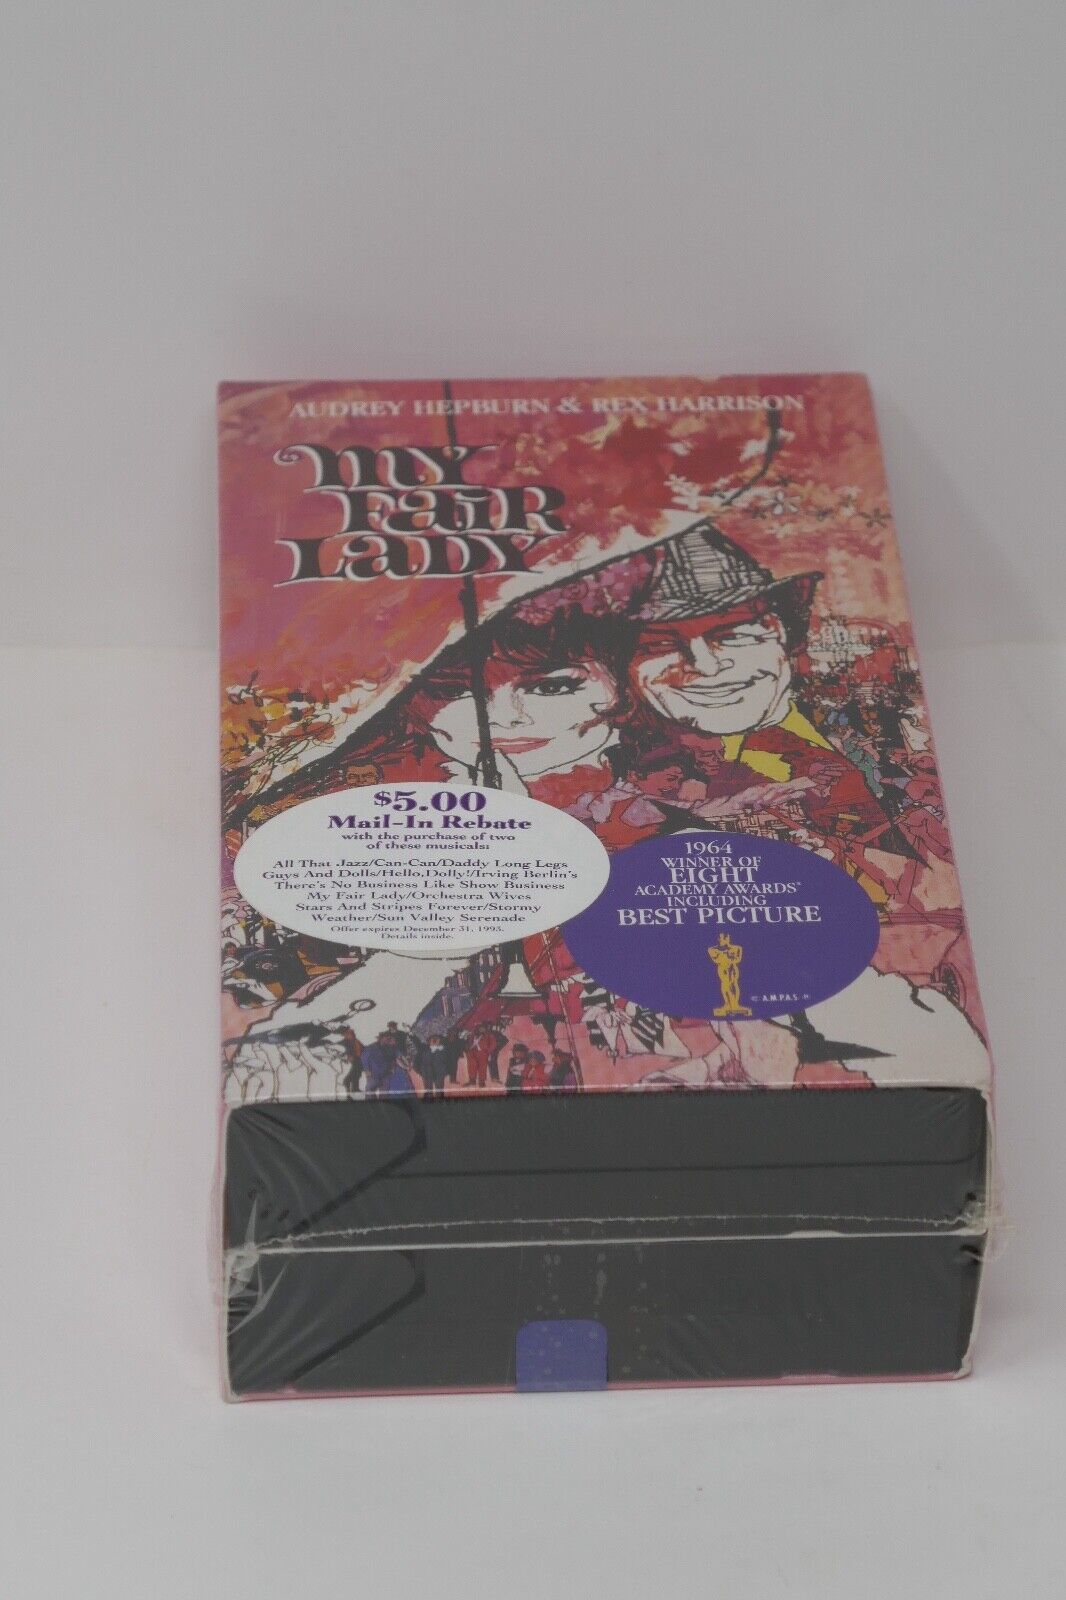 AUDREY HEPBURN & REX HARRISON
MY
FAIR
LADY
$5.00
Mail-In Rebate
with the purchase of two
of these musicals:
All That Jazz/Can-Can/Daddy Long Legs
Guys And Dolls/Hello,Dolly!/Irving Berlin's
There's No Business Like Show Business
My Fair Lady/Orchestra Wives
Stars And Stripes Forever/Stormy
Weather/Sun Valley Serenade
Offer expires December 31, 1993.
Details inside.
1964
WINNER OF
EIGHT
ACADEMY AWARDS®
INCLUDING
BEST PICTURE
© A.M.P.A.S. ®